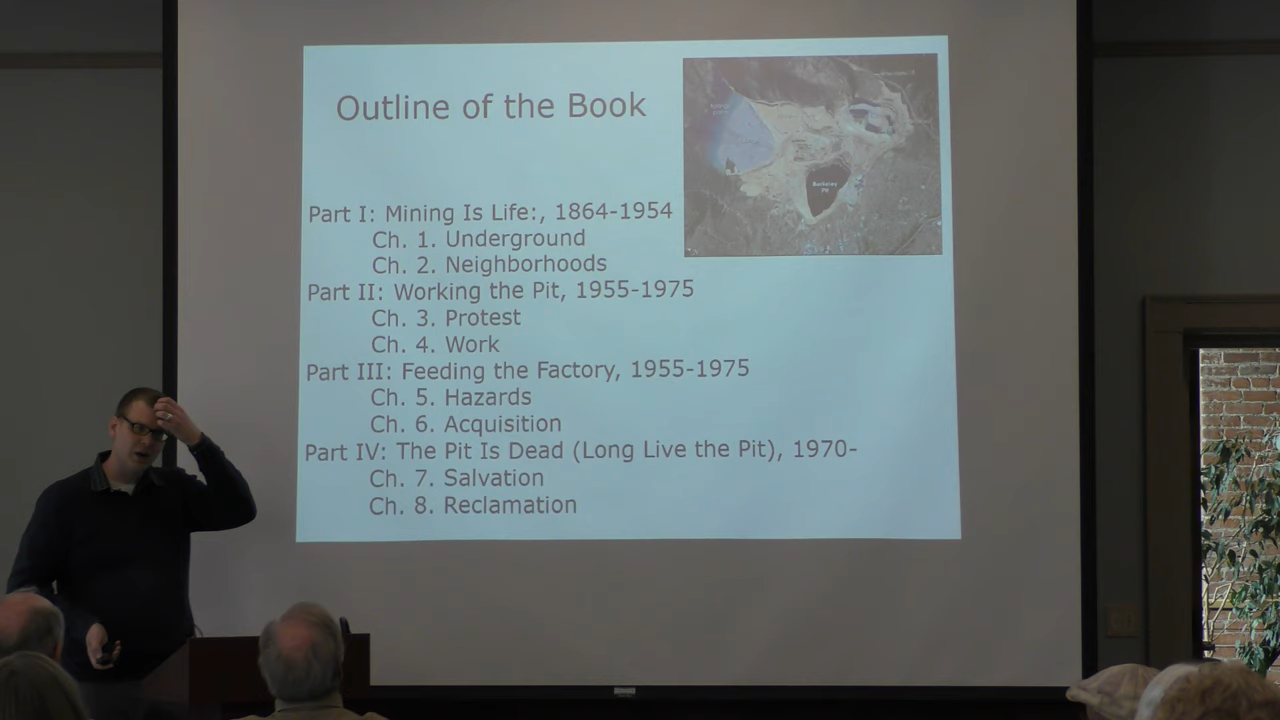 Outline of the Book
Berkeley
Pit
Part I: Mining Is Life:, 1864-1954
Ch. 1. Underground
Ch. 2. Neighborhoods
Part II: Working the Pit, 1955-1975
Ch. 3. Protest
Ch. 4. Work
Part III: Feeding the Factory, 1955-1975
Ch. 5. Hazards
Ch. 6. Acquisition
Part IV: The Pit Is Dead (Long Live the Pit), 1970-
Ch. 7. Salvation
Ch. 8. Reclamation